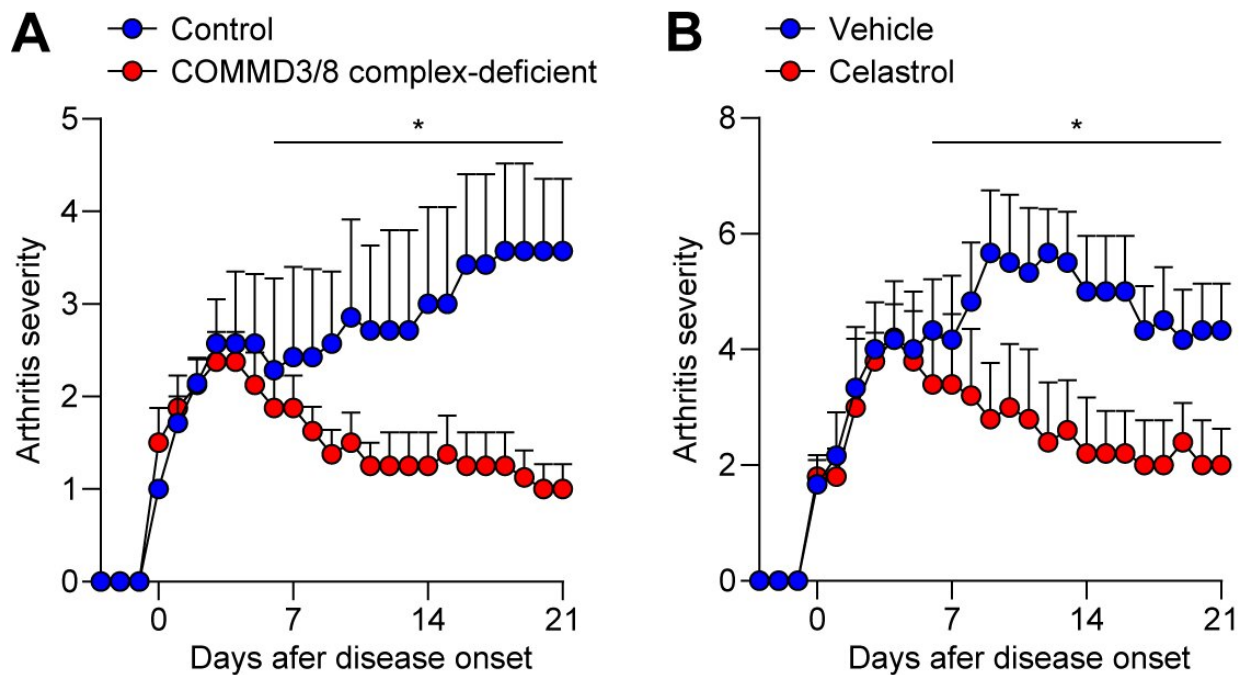 A
Control
COMMD3/8 complex-deficient
5
4
3
2
1
0
*
Arthritis severity
0 7 14 21
Days afer disease onset
B
Vehicle
Celastrol
8
6
4
2
0
*
Arthritis severity
0 7 14 21
Days afer disease onset